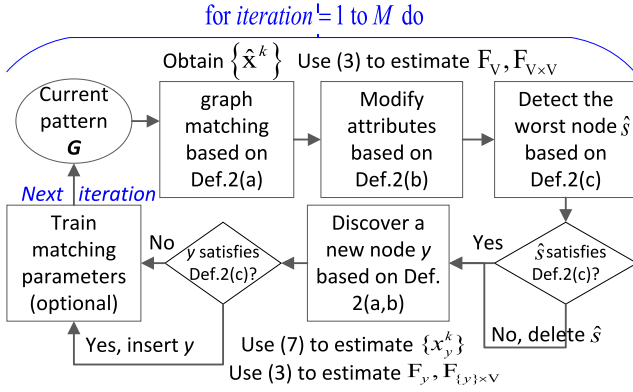 for iteration = 1 to M do
Obtain {x̂^k} Use (3) to estimate F_V, F_V×V
Current
pattern
G
graph
matching
based on
Def.2(a)
Modify
attributes
based on
Def.2(b)
Detect the
worst node ŝ
based on
Def.2(c)
Next iteration
Train
matching
parameters
(optional)
No
y satisfies
Def.2(c)?
Discover a
new node y
based on Def.
2(a,b)
Yes
ŝ satisfies
Def.2(c)?
No, delete ŝ
Yes, insert y
Use (7) to estimate {x_y^k}
Use (3) to estimate F_y, F_{y}×V